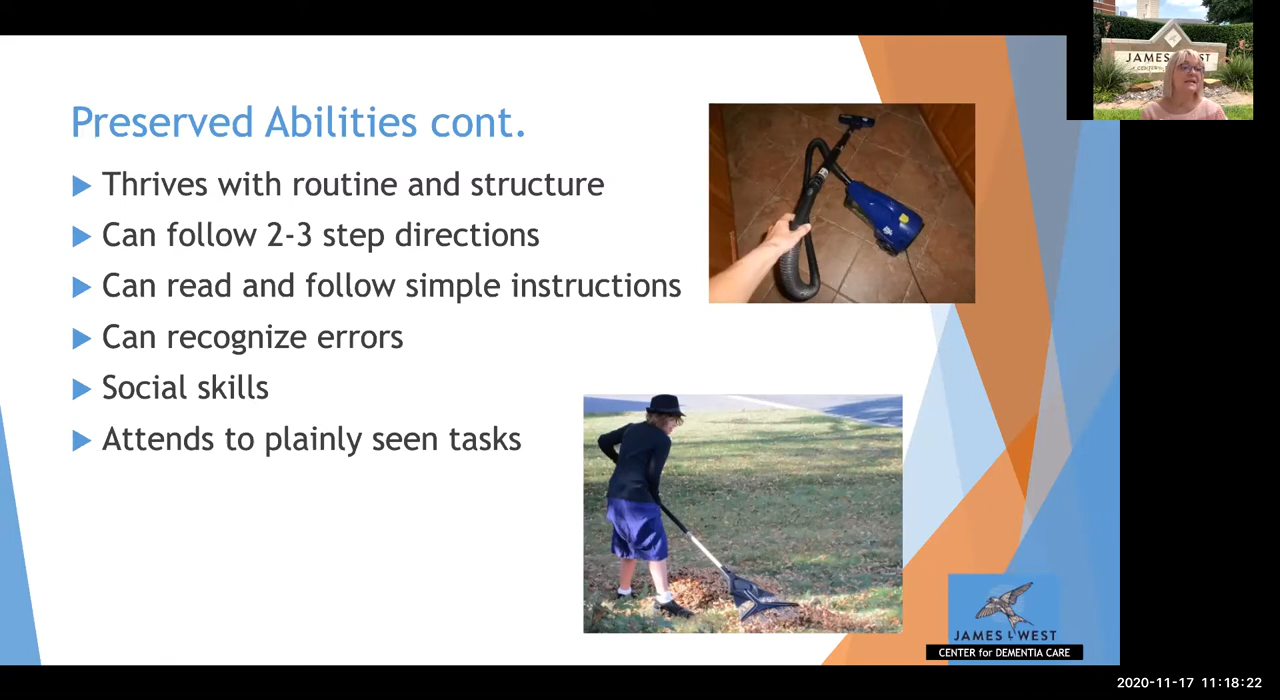 Preserved Abilities cont.
Thrives with routine and structure
Can follow 2-3 step directions
Can read and follow simple instructions
Can recognize errors
Social skills
Attends to plainly seen tasks
JAMES L WEST
CENTER for DEMENTIA CARE
JAMES WEST
2020-11-17 11:18:22